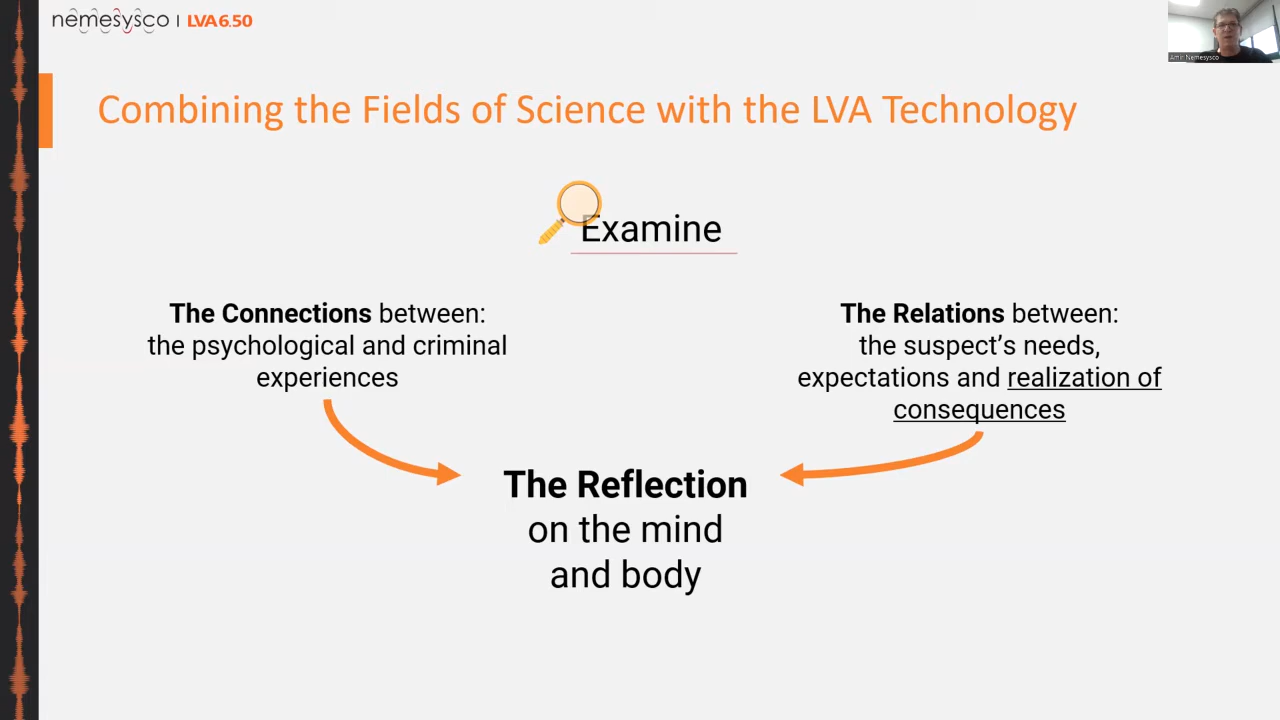 nemesysco | LVA6.50
Amir Nemesysco
Combining the Fields of Science with the LVA Technology
Examine
The Connections between:
the psychological and criminal
experiences
The Relations between:
the suspect’s needs,
expectations and realization of
consequences
The Reflection
on the mind
and body